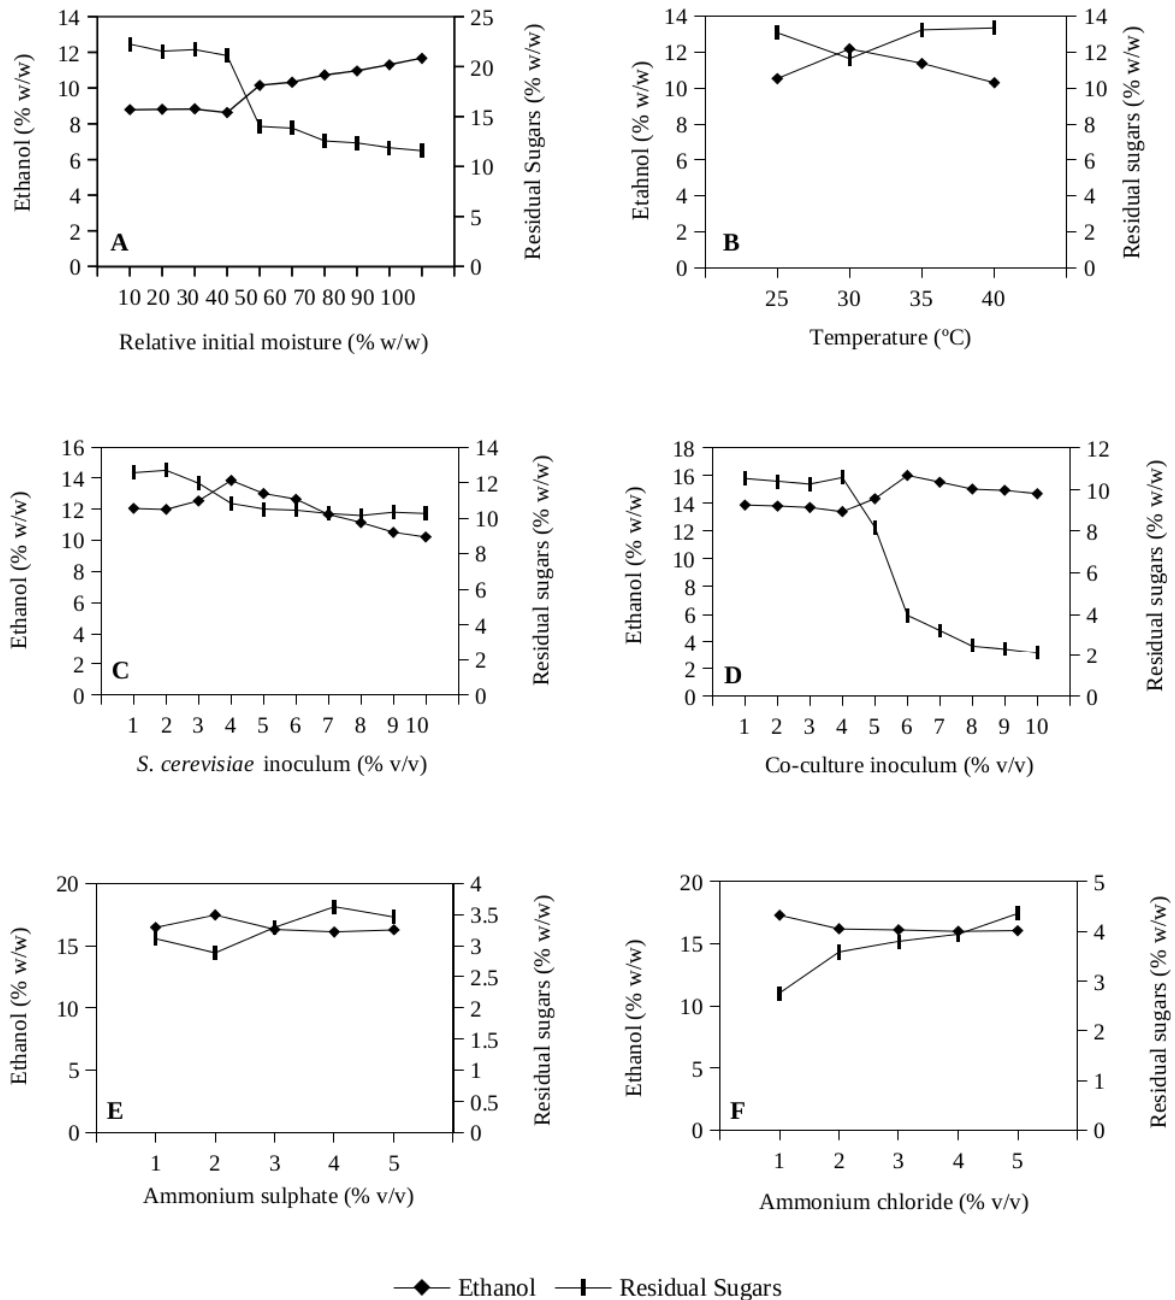 14
12
10
8
6
4
2
0
Ethanol (% w/w)
25
20
15
10
5
0
Residual Sugars (% w/w)
A
10 20 30 40 50 60 70 80 90 100
Relative initial moisture (% w/w)
14
12
10
8
6
4
2
0
Etahnol (% w/w)
14
12
10
8
6
4
2
0
Residual sugars (% w/w)
B
25 30 35 40
Temperature (ºC)
16
14
12
10
8
6
4
2
0
Ethanol (% w/w)
14
12
10
8
6
4
2
0
Residual sugars (% w/w)
C
1 2 3 4 5 6 7 8 9 10
S. cerevisiae inoculum (% v/v)
18
16
14
12
10
8
6
4
2
0
Ethanol (% w/w)
12
10
8
6
4
2
0
Residual sugars (% w/w)
D
1 2 3 4 5 6 7 8 9 10
Co-culture inoculum (% v/v)
20
15
10
5
0
Ethanol (% w/w)
4
3.5
3
2.5
2
1.5
1
0.5
0
Residual sugars (% w/w)
E
1 2 3 4 5
Ammonium sulphate (% v/v)
20
15
10
5
0
Ethanol (% w/w)
5
4
3
2
1
0
Residual sugars (% w/w)
F
1 2 3 4 5
Ammonium chloride (% v/v)
Ethanol Residual Sugars